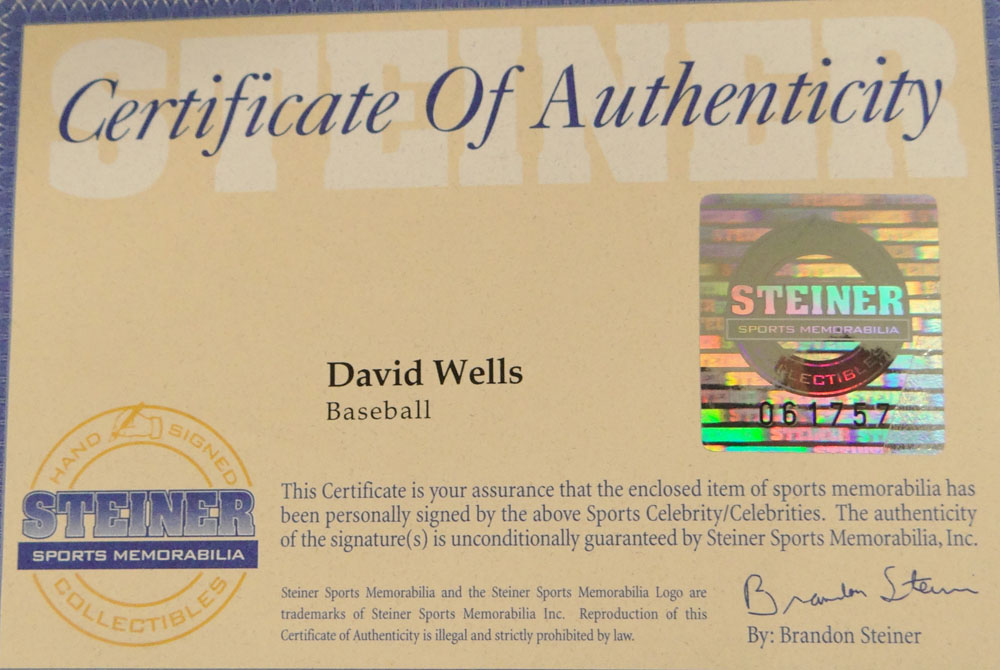 STEINER
Certificate Of Authenticity
STEINER
SPORTS MEMORABILIA
061757
David Wells
Baseball
HAND SIGNED
STEINER
SPORTS MEMORABILIA
COLLECTIBLES
This Certificate is your assurance that the enclosed item of sports memorabilia has
been personally signed by the above Sports Celebrity/Celebrities. The authenticity
of the signature(s) is unconditionally guaranteed by Steiner Sports Memorabilia, Inc.
Steiner Sports Memorabilia and the Steiner Sports Memorabilia Logo are
trademarks of Steiner Sports Memorabilia Inc. Reproduction of this
Certificate of Authenticity is illegal and strictly prohibited by law.
Brandon Steiner
By: Brandon Steiner